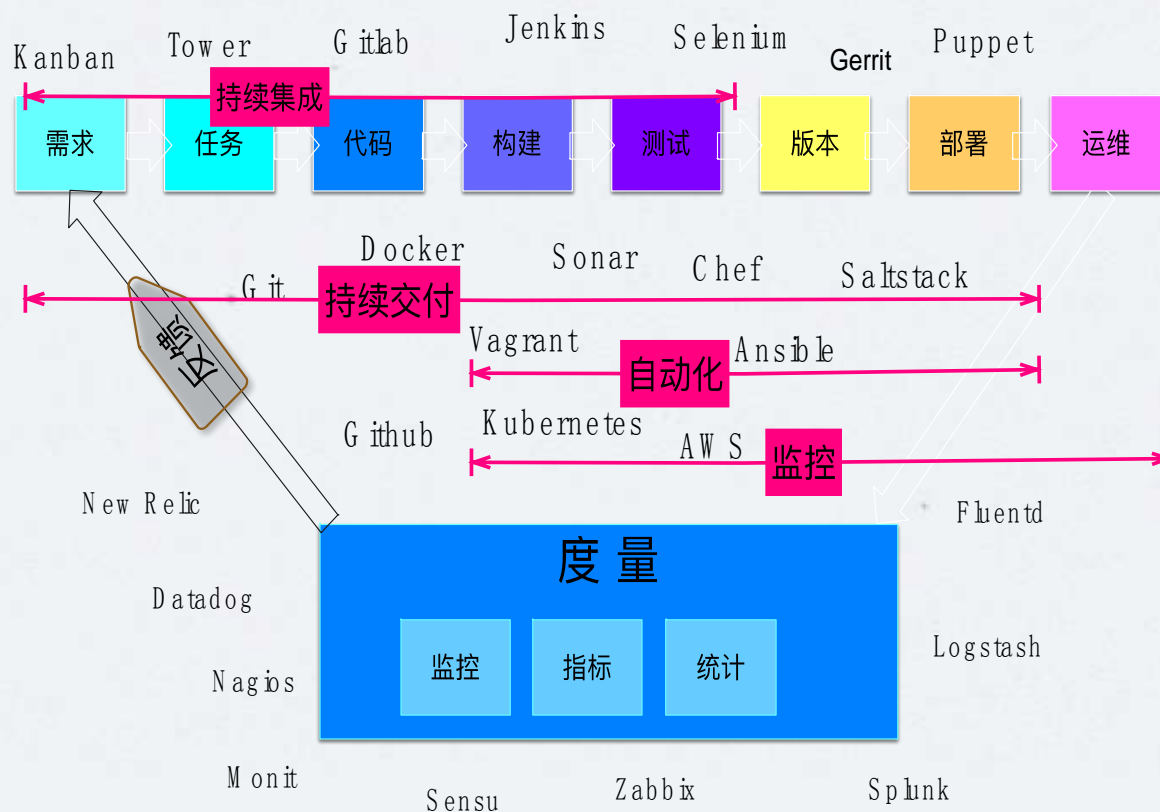 Kanban
Tower
Gitlab
Jenkins
Selenium
Gerrit
Puppet
持续集成
需求
任务
代码
构建
测试
版本
部署
运维
Git
Docker
Sonar
Chef
Saltstack
持续交付
反馈
Vagrant
自动化
Ansible
Github
Kubernetes
AWS
监控
New Relic
Fluentd
度 量
Datadog
监控
指标
统计
Logstash
Nagios
Monit
Sensu
Zabbix
Splunk